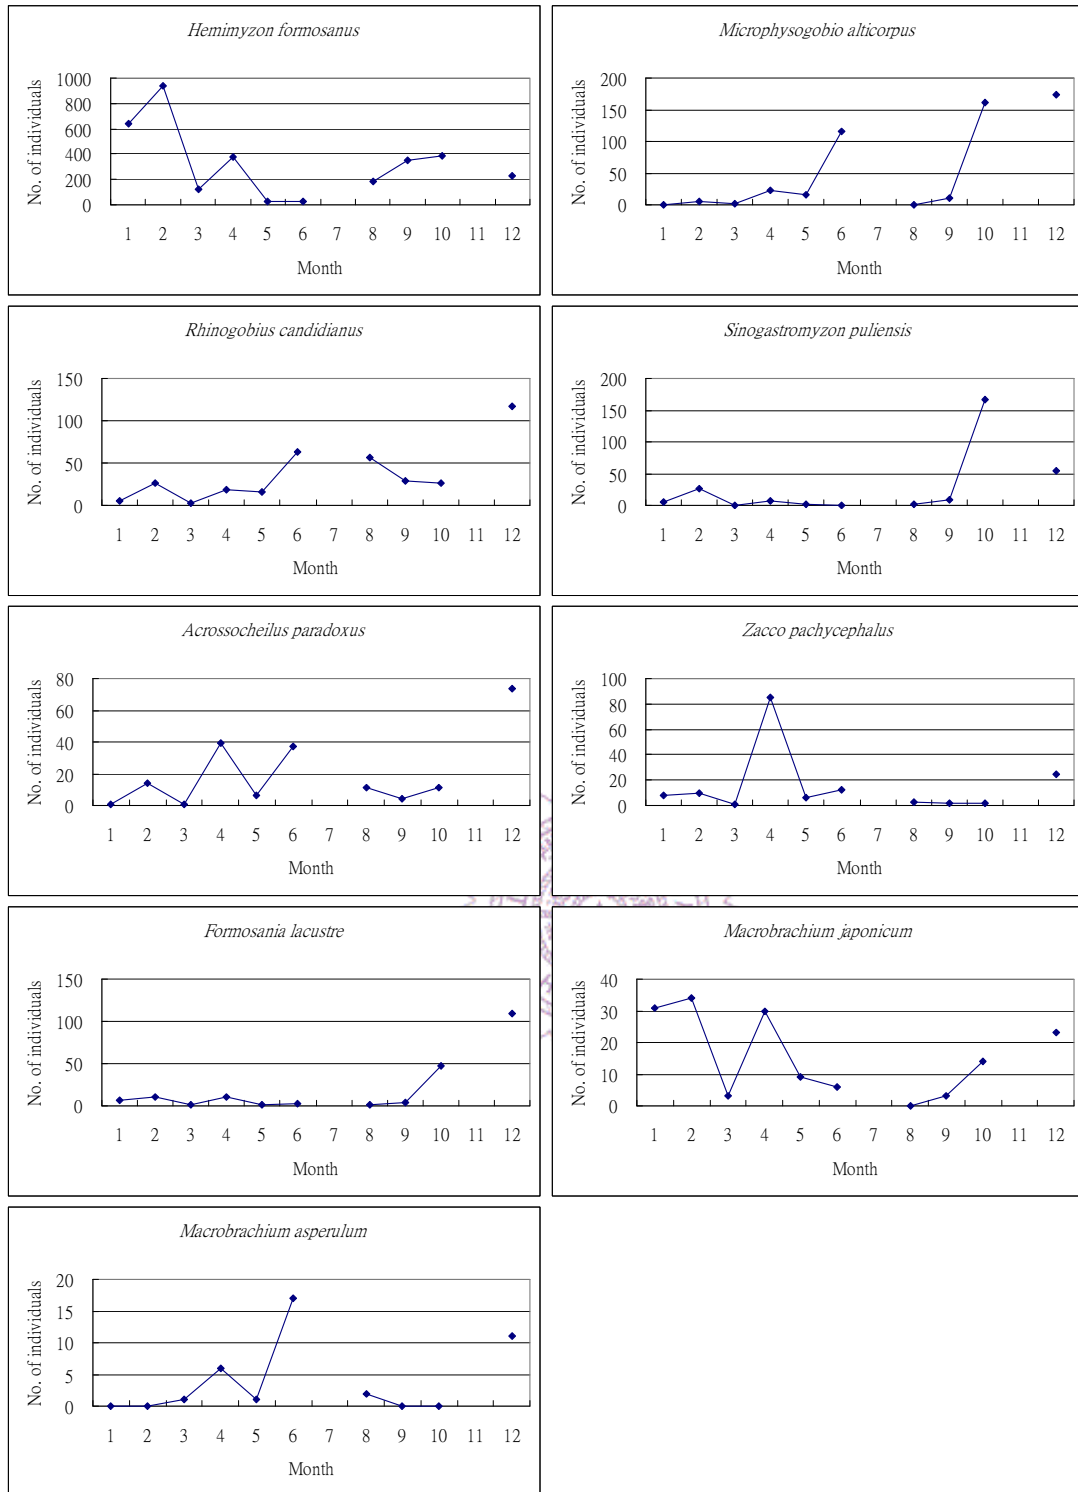 Hemimyzon formosanus
No. of individuals
1000
800
600
400
200
0
1 2 3 4 5 6 7 8 9 10 11 12
Month
Microphysogobio alticorpus
No. of individuals
200
150
100
50
0
1 2 3 4 5 6 7 8 9 10 11 12
Month
Rhinogobius candidianus
No. of individuals
150
100
50
0
1 2 3 4 5 6 7 8 9 10 11 12
Month
Sinogastromyzon puliensis
No. of individuals
200
150
100
50
0
1 2 3 4 5 6 7 8 9 10 11 12
Month
Acrossocheilus paradoxus
No. of individuals
80
60
40
20
0
1 2 3 4 5 6 7 8 9 10 11 12
Month
Zacco pachycephalus
No. of individuals
100
80
60
40
20
0
1 2 3 4 5 6 7 8 9 10 11 12
Month
Formosania lacustre
No. of individuals
150
100
50
0
1 2 3 4 5 6 7 8 9 10 11 12
Month
Macrobrachium japonicum
No. of individuals
40
30
20
10
0
1 2 3 4 5 6 7 8 9 10 11 12
Month
Macrobrachium asperulum
No. of individuals
20
15
10
5
0
1 2 3 4 5 6 7 8 9 10 11 12
Month